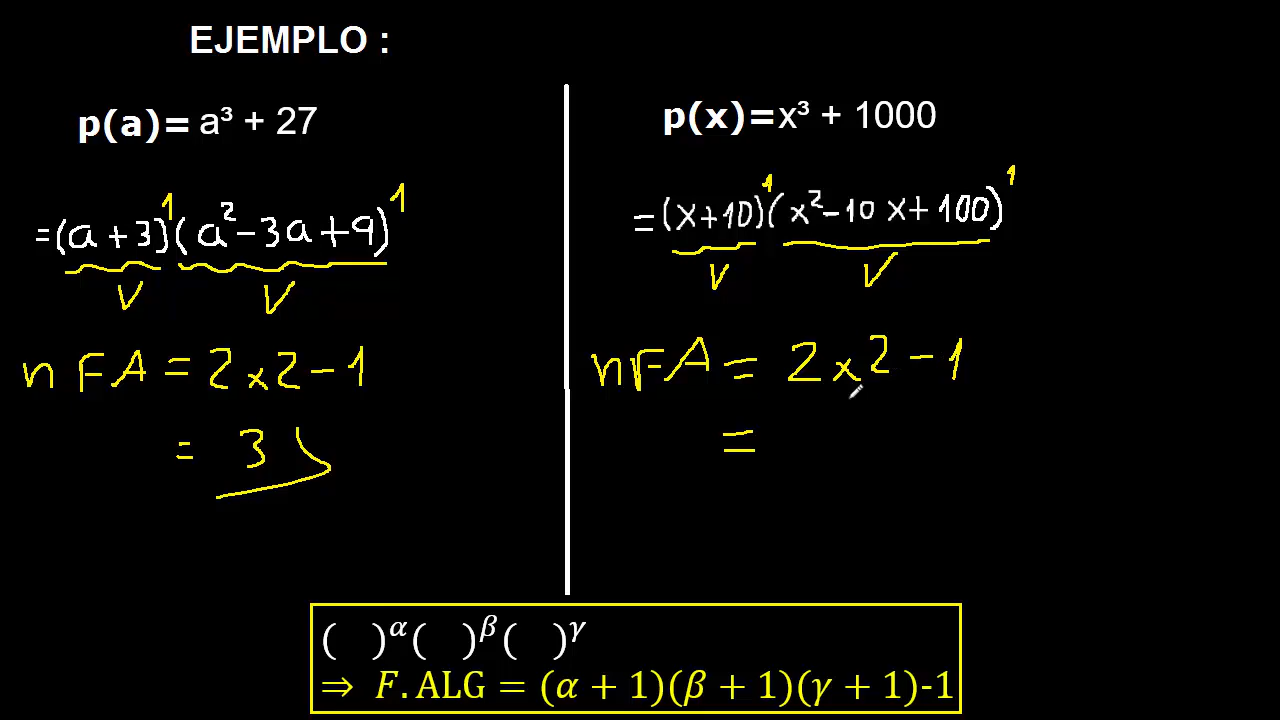 EJEMPLO :
p(a)= a³ + 27
=(a+3)¹(a²-3a+9)¹
V V
n FA = 2x2-1
= 3
p(x)=x³ + 1000
=(x+10)¹(x²-10x+100)¹
V V
nFA = 2x2-1
=
( )^α( )^β( )^γ
⇒ F.ALG = (α + 1)(β + 1)(γ + 1)-1